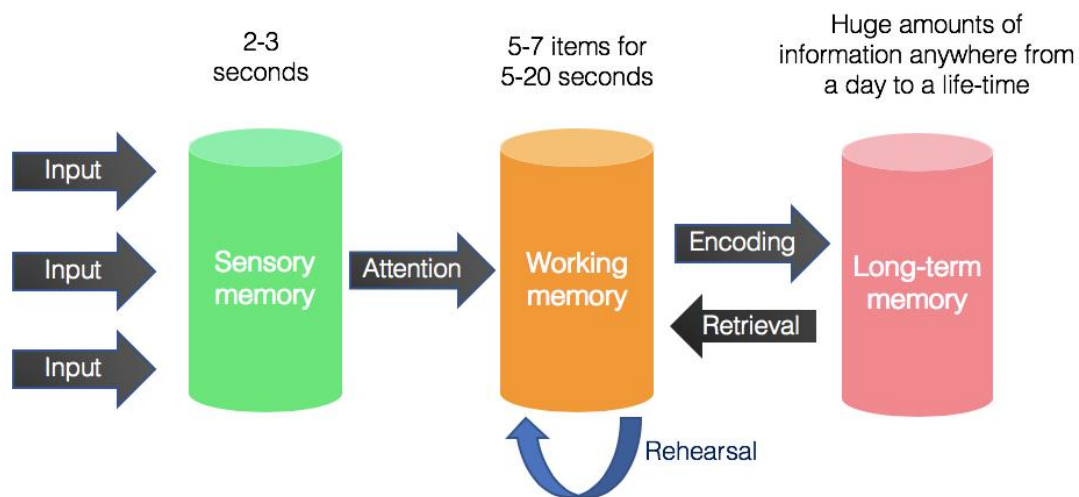 2-3
seconds
5-7 items for
5-20 seconds
Huge amounts of
information anywhere from
a day to a life-time
Input
Input
Input
Sensory
memory
Attention
Working
memory
Encoding
Retrieval
Long-term
memory
Rehearsal